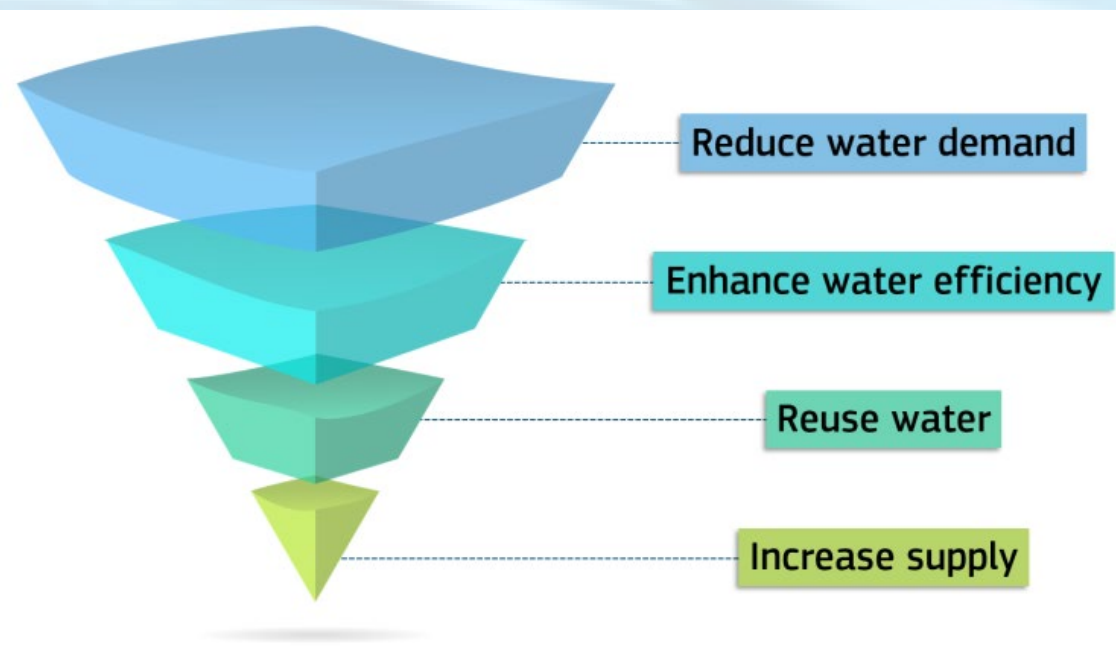 Reduce water demand
Enhance water efficiency
Reuse water
Increase supply